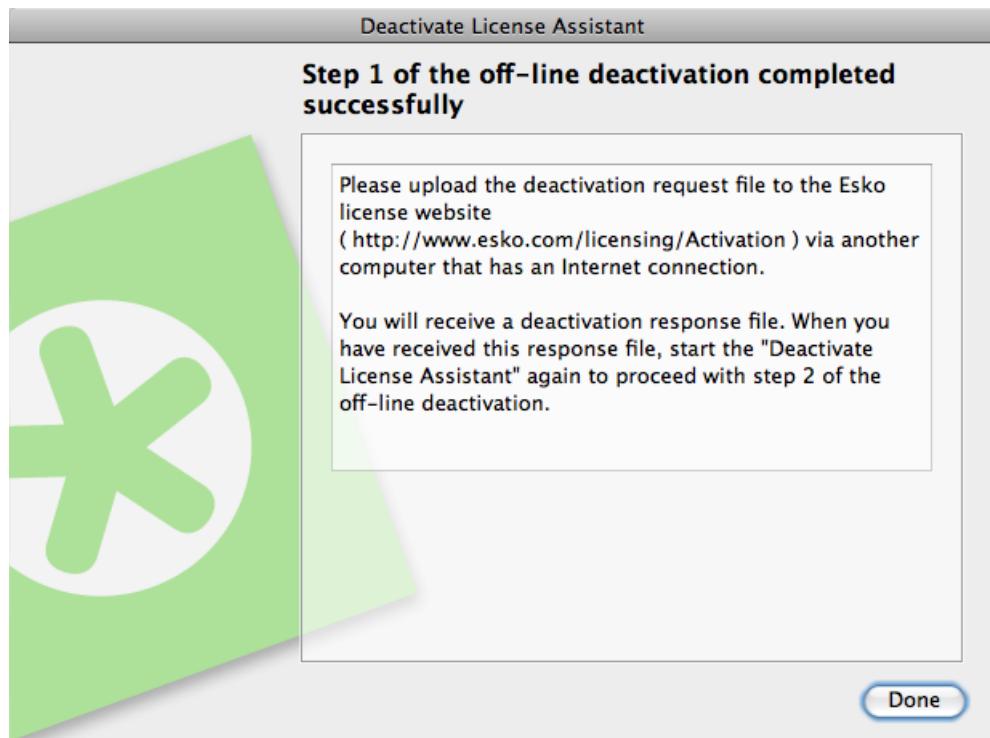 Deactivate License Assistant
Step 1 of the off-line deactivation completed
successfully
Please upload the deactivation request file to the Esko
license website
( http://www.esko.com/licensing/Activation ) via another
computer that has an Internet connection.
You will receive a deactivation response file. When you
have received this response file, start the "Deactivate
License Assistant" again to proceed with step 2 of the
off-line deactivation.
Done